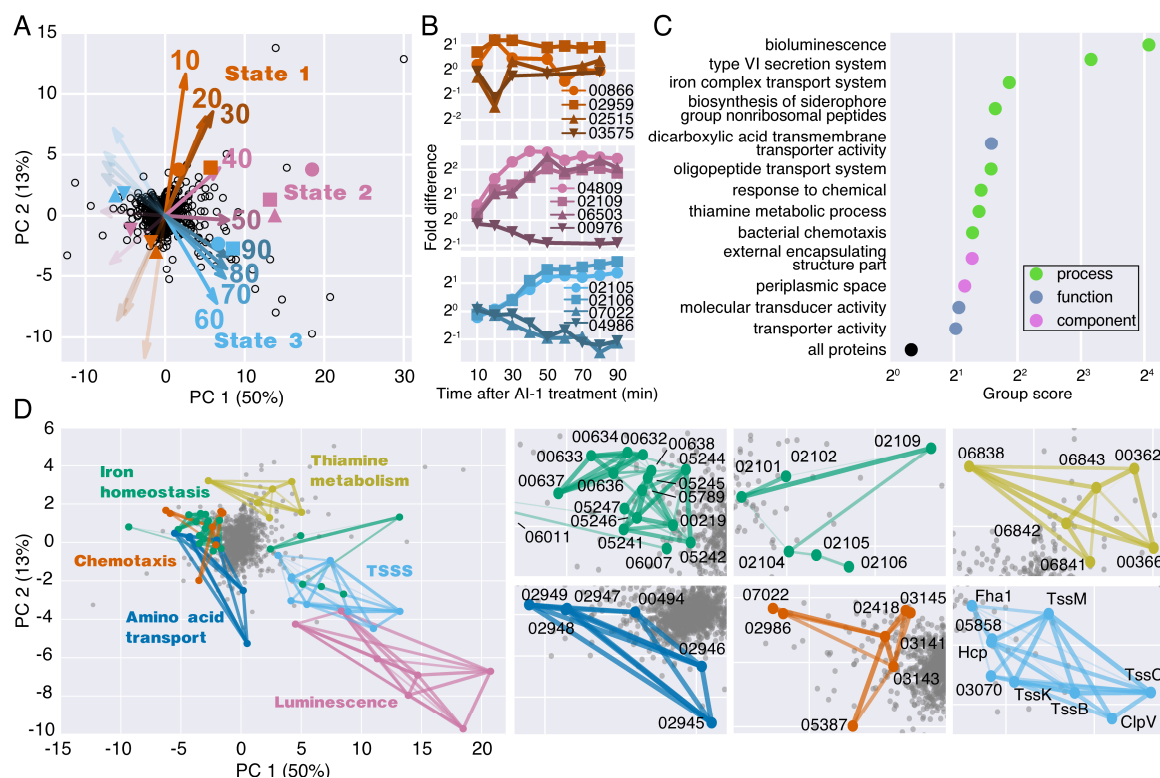 A
15
10
5
0
-5
-10
PC 2 (13%)
-10
0
10
20
30
PC 1 (50%)
10
State 1
20
30
40
State 2
50
90
80
70
60
State 3
B
Fold difference
2¹
2⁰
2⁻¹
2⁻²
00866
02959
02515
03575
2²
2¹
2⁰
2⁻¹
04809
02109
06503
00976
2¹
2⁰
2⁻¹
02105
02106
07022
04986
10
30
50
70
90
Time after AI-1 treatment (min)
C
bioluminescence
type VI secretion system
iron complex transport system
biosynthesis of siderophore
group nonribosomal peptides
dicarboxylic acid transmembrane
transporter activity
oligopeptide transport system
response to chemical
thiamine metabolic process
bacterial chemotaxis
external encapsulating
structure part
periplasmic space
molecular transducer activity
transporter activity
all proteins
process
function
component
2⁰
2¹
2²
2³
2⁴
Group score
D
6
4
2
0
-2
-4
-6
-8
-10
PC 2 (13%)
-15
-10
-5
0
5
10
15
20
PC 1 (50%)
Iron
homeostasis
Thiamine
metabolism
Chemotaxis
TSSS
Amino acid
transport
Luminescence
00634
00632
00638
00633
05244
00637
00636
05245
05789
05247
05246
00219
06011
05241
05242
06007
02109
02102
02101
02105
02104
02106
06838
06843
00362
06842
06841
00366
02949
02947
00494
02948
02946
02945
07022
02418
03145
02986
03141
03143
05387
Fha1
TssM
05858
Hcp
03070
TssK
TssB
TssC
ClpV